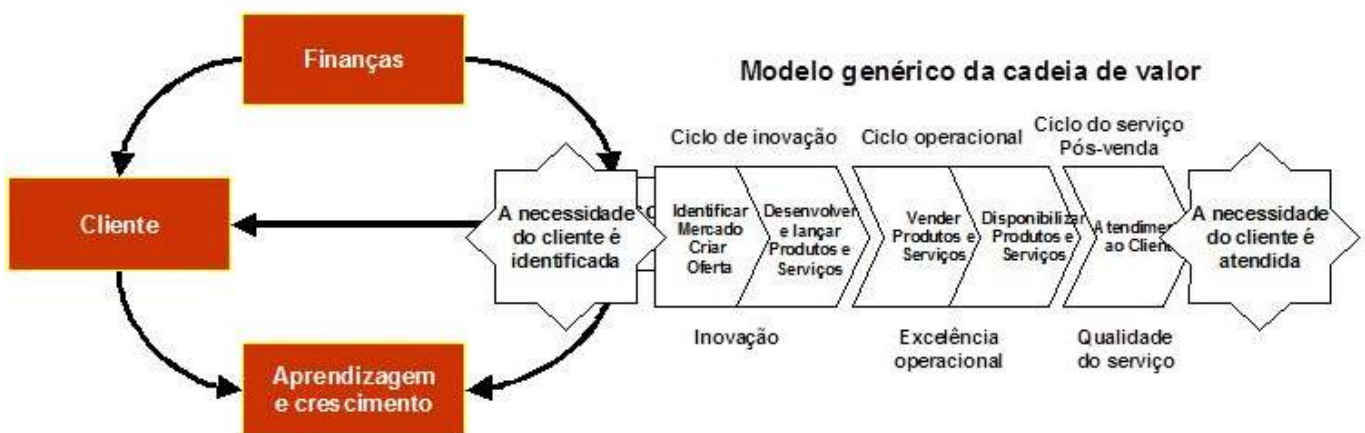 Finanças
Modelo genérico da cadeia de valor
Ciclo de inovação
Ciclo operacional
Ciclo do serviço
Pós-venda
Cliente
A necessidade
do cliente é
identificada
Identificar
Mercado
Criar
Oferta
Desenvolver
e lançar
Produtos e
Serviços
Vender
Produtos e
Serviços
Disponibilizar
Produtos e
Serviços
ao
A necessidade
do cliente é
atendida
Inovação
Excelência
operacional
Qualidade
do serviço
Aprendizagem
e crescimento